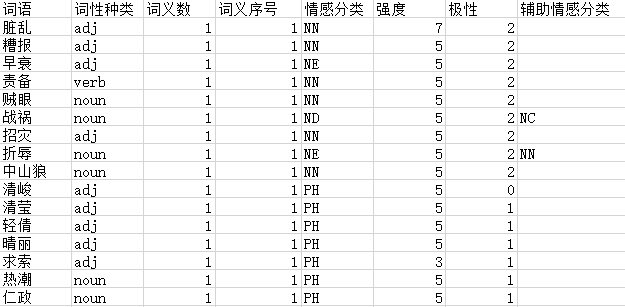 词语 词性种类 词义数 词义序号 情感分类 强度 极性 辅助情感分类
脏乱 adj 1 1 NN 7 2
糟报 adj 1 1 NN 5 2
早衰 adj 1 1 NE 5 2
责备 verb 1 1 NN 5 2
贼眼 noun 1 1 NN 5 2
战祸 noun 1 1 ND 5 2 NC
招灾 adj 1 1 NN 5 2
折辱 noun 1 1 NE 5 2 NN
中山狼 noun 1 1 NN 5 2
清峻 adj 1 1 PH 5 0
清莹 adj 1 1 PH 5 1
轻倩 adj 1 1 PH 5 1
晴丽 adj 1 1 PH 5 1
求索 adj 1 1 PH 3 1
热潮 noun 1 1 PH 5 1
仁政 noun 1 1 PH 5 1